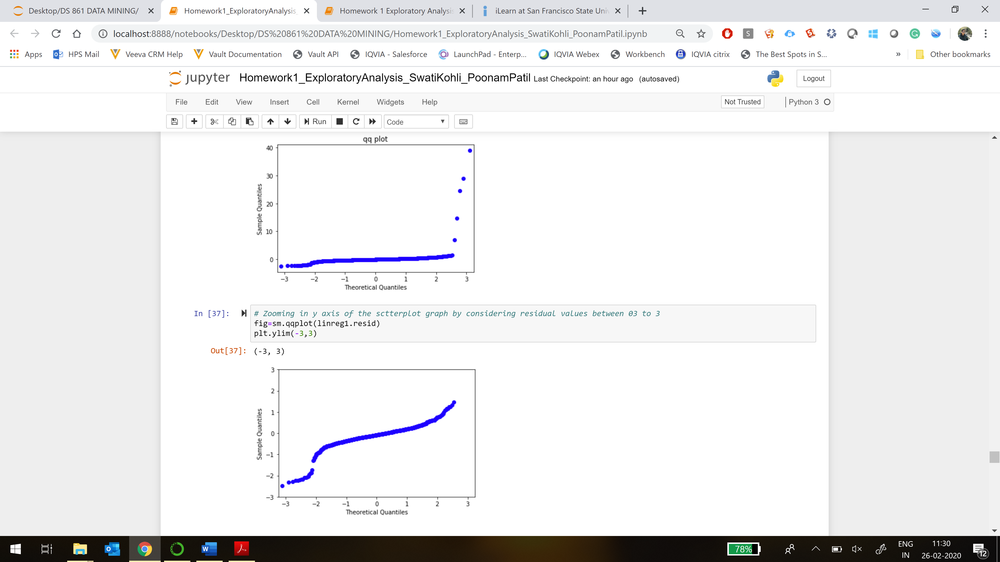 Desktop/DS 861 DATA MINING/
Homework1_ExploratoryAnalysis_
Homework 1 Exploratory Analysis
iLearn at San Francisco State Univ
localhost:8888/notebooks/Desktop/DS%20861%20DATA%20MINING/Homework1_ExploratoryAnalysis_SwatiKohli_PoonamPatil.ipynb
Apps HPS Mail Veeva CRM Help Vault Documentation Vault API IQVIA - Salesforce LaunchPad - Enterp... IQVIA Webex Workbench IQVIA citrix The Best Spots in S... » Other bookmarks
jupyter Homework1_ExploratoryAnalysis_SwatiKohli_PoonamPatil Last Checkpoint: an hour ago (autosaved)
Logout
File Edit View Insert Cell Kernel Widgets Help
Not Trusted
Python 3
Run
Code
qq plot
40
30
20
10
0
Sample Quantiles
−3 −2 −1 0 1 2 3
Theoretical Quantiles
In [37]:
# Zooming in y axis of the sctterplot graph by considering residual values between 03 to 3
fig=sm.qqplot(linreg1.resid)
plt.ylim(-3,3)
Out[37]: (-3, 3)
3
2
1
0
−1
−2
−3
Sample Quantiles
−3 −2 −1 0 1 2 3
Theoretical Quantiles
78%
ENG
IN
11:30
26-02-2020
12